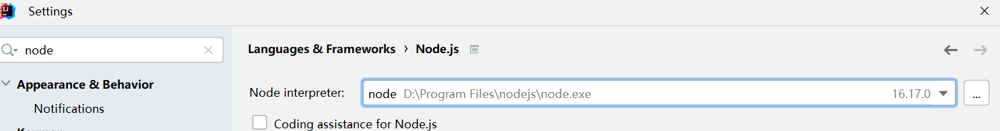 Settings
node
Languages & Frameworks › Node.js
Node interpreter: node D:\Program Files\nodejs\node.exe 16.17.0 ...
Appearance & Behavior
Notifications
Coding assistance for Node.js
Keymap